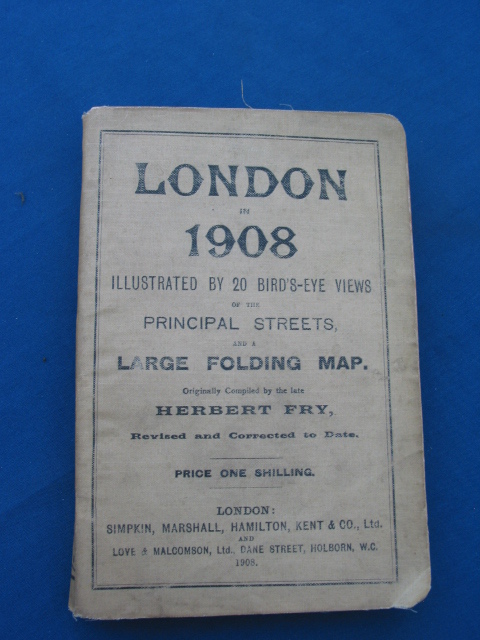 LONDON
IN
1908
ILLUSTRATED BY 20 BIRD'S-EYE VIEWS
OF THE
PRINCIPAL STREETS,
AND A
LARGE FOLDING MAP.
Originally Compiled by the late
HERBERT FRY,
Revised and Corrected to Date.
PRICE ONE SHILLING.
LONDON:
SIMPKIN, MARSHALL, HAMILTON, KENT & CO., Ltd.
AND
LOVE & MALCOMSON, Ltd., DANE STREET, HOLBORN, W.C.
1908.